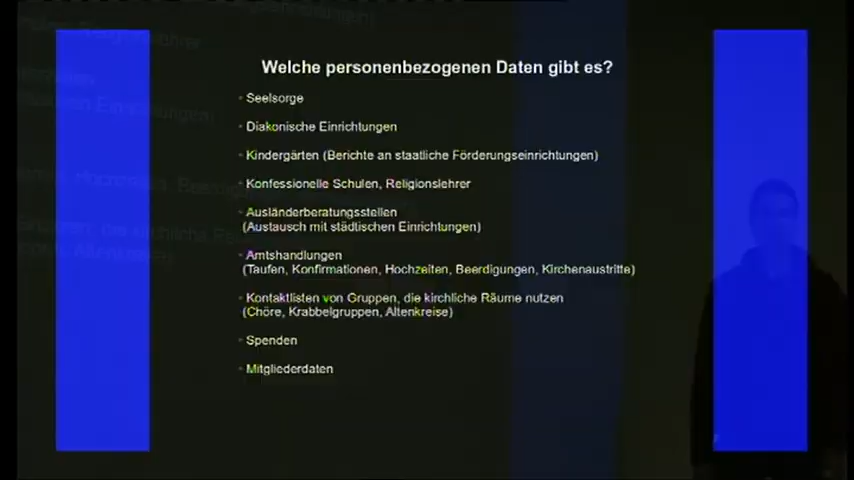 Welche personenbezogenen Daten gibt es?
Seelsorge
Diakonische Einrichtungen
Kindergärten (Berichte an staatliche Förderungseinrichtungen)
Konfessionelle Schulen, Religionslehrer
Ausländerberatungsstellen
(Austausch mit städtischen Einrichtungen)
Amtshandlungen
(Taufen, Konfirmationen, Hochzeiten, Beerdigungen, Kirchenaustritte)
Kontaktlisten von Gruppen, die kirchliche Räume nutzen
(Chöre, Krabbelgruppen, Altenkreise)
Spenden
Mitgliederdaten